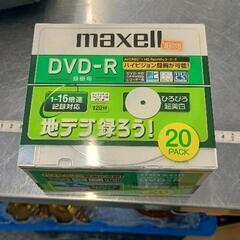 maxell
DVD-R
録画用
ハイビジョン録画が可能!
1-16倍速
記録対応
120分
ひろびろ
超美白
地デジ録ろう!
20
PACK